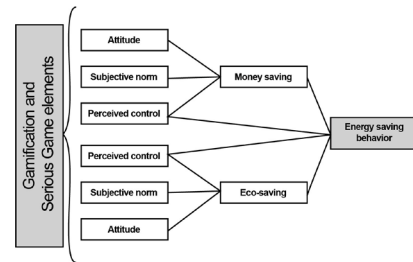 Gamification and
Serious Game elements
Attitude
Subjective norm
Perceived control
Perceived control
Subjective norm
Attitude
Money saving
Eco-saving
Energy saving
behavior